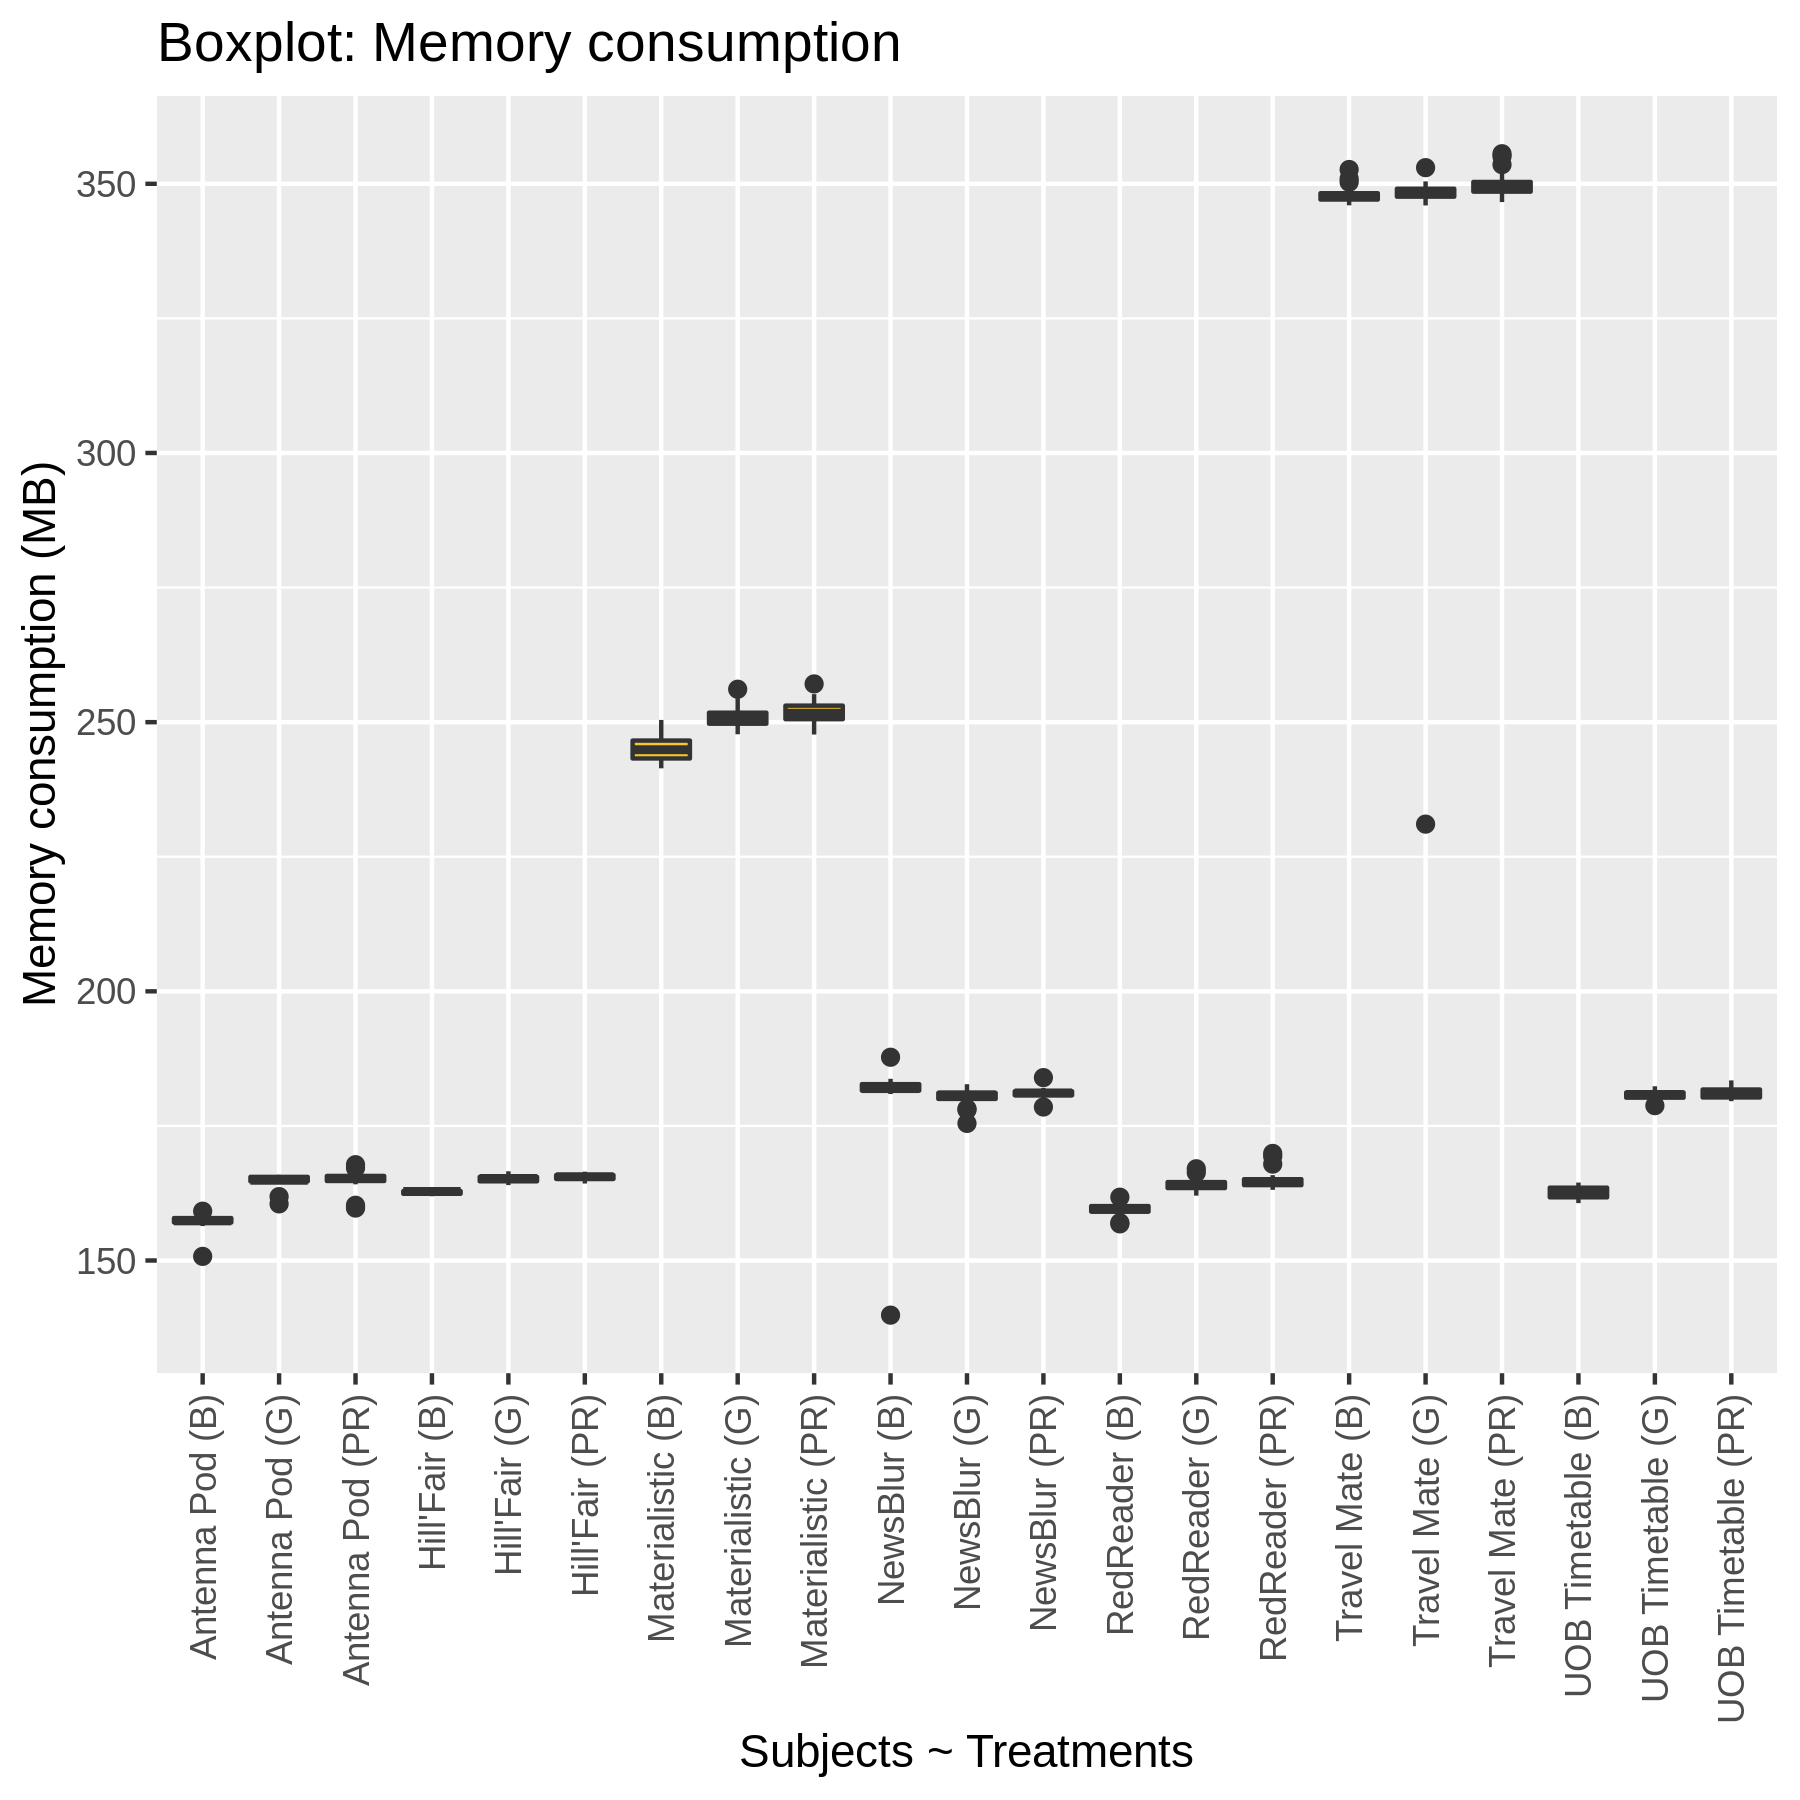 Boxplot: Memory consumption
Memory consumption (MB)
350
300
250
200
150
Antenna Pod (B)
Antenna Pod (G)
Antenna Pod (PR)
Hill'Fair (B)
Hill'Fair (G)
Hill'Fair (PR)
Materialistic (B)
Materialistic (G)
Materialistic (PR)
NewsBlur (B)
NewsBlur (G)
NewsBlur (PR)
RedReader (B)
RedReader (G)
RedReader (PR)
Travel Mate (B)
Travel Mate (G)
Travel Mate (PR)
UOB Timetable (B)
UOB Timetable (G)
UOB Timetable (PR)
Subjects ~ Treatments